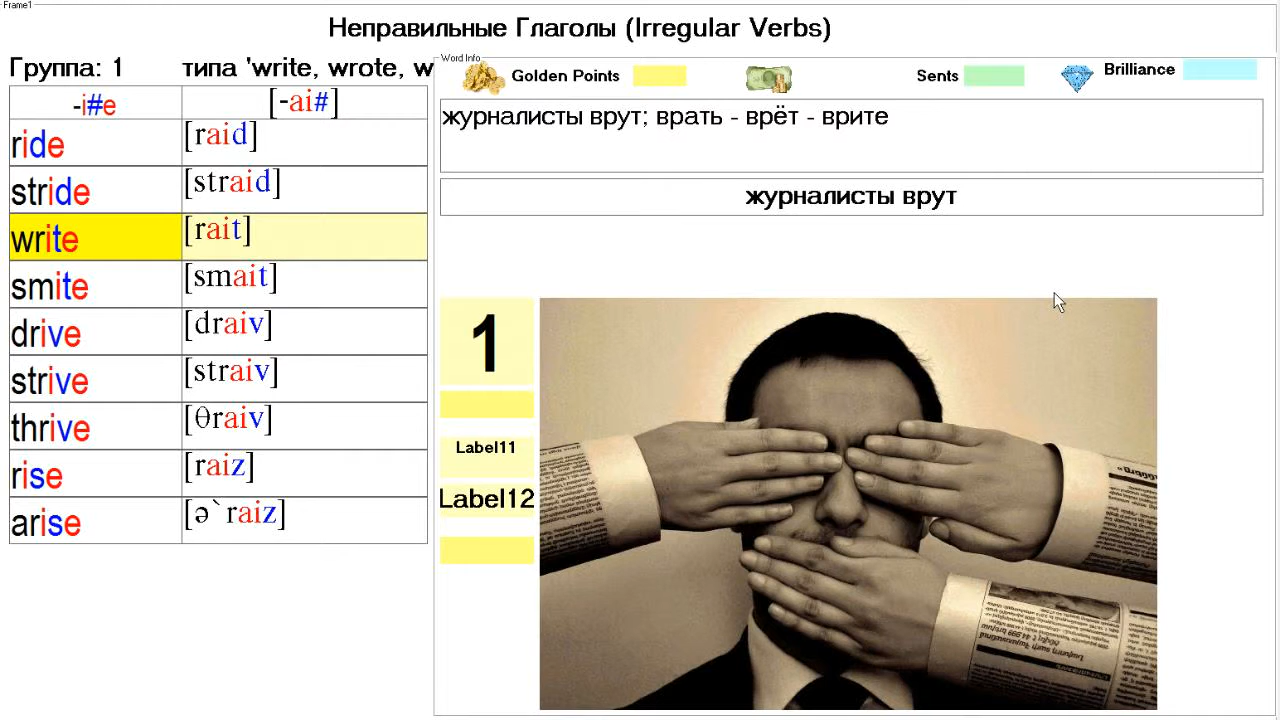 Frame1
Неправильные Глаголы (Irregular Verbs)
Группа: 1 типа 'write, wrote, w
-i#e [-ai#]
ride [raid]
stride [straid]
write [rait]
smite [smait]
drive [draiv]
strive [straiv]
thrive [θraiv]
rise [raiz]
arise [ə`raiz]
Word Info
Golden Points Sents Brilliance
журналисты врут; врать - врёт - врите
журналисты врут
1
Label11
Label12